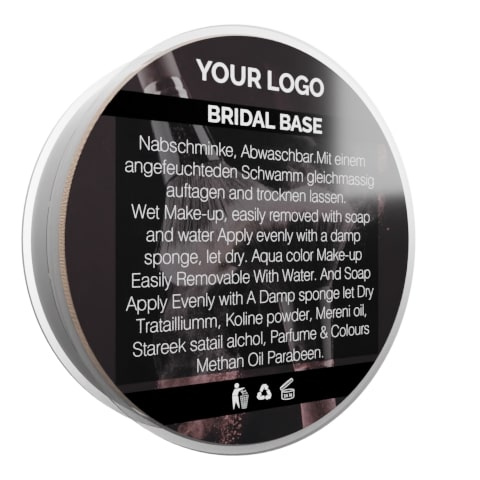 YOUR LOGO
BRIDAL BASE
Nabschminke, Abwaschbar.Mit einem
angefeuchteden Schwamm gleichmassig
auftagen and trocknen lassen.
Wet Make-up, easily removed with soap
and water Apply evenly with a damp
sponge, let dry. Aqua color Make-up
Easily Removable With Water. And Soap
Apply Evenly with A Damp sponge let Dry
Tratailliumm, Koline powder, Mereni oil,
Stareek satail alchol, Parfume & Colours
Methan Oil Parabeen.